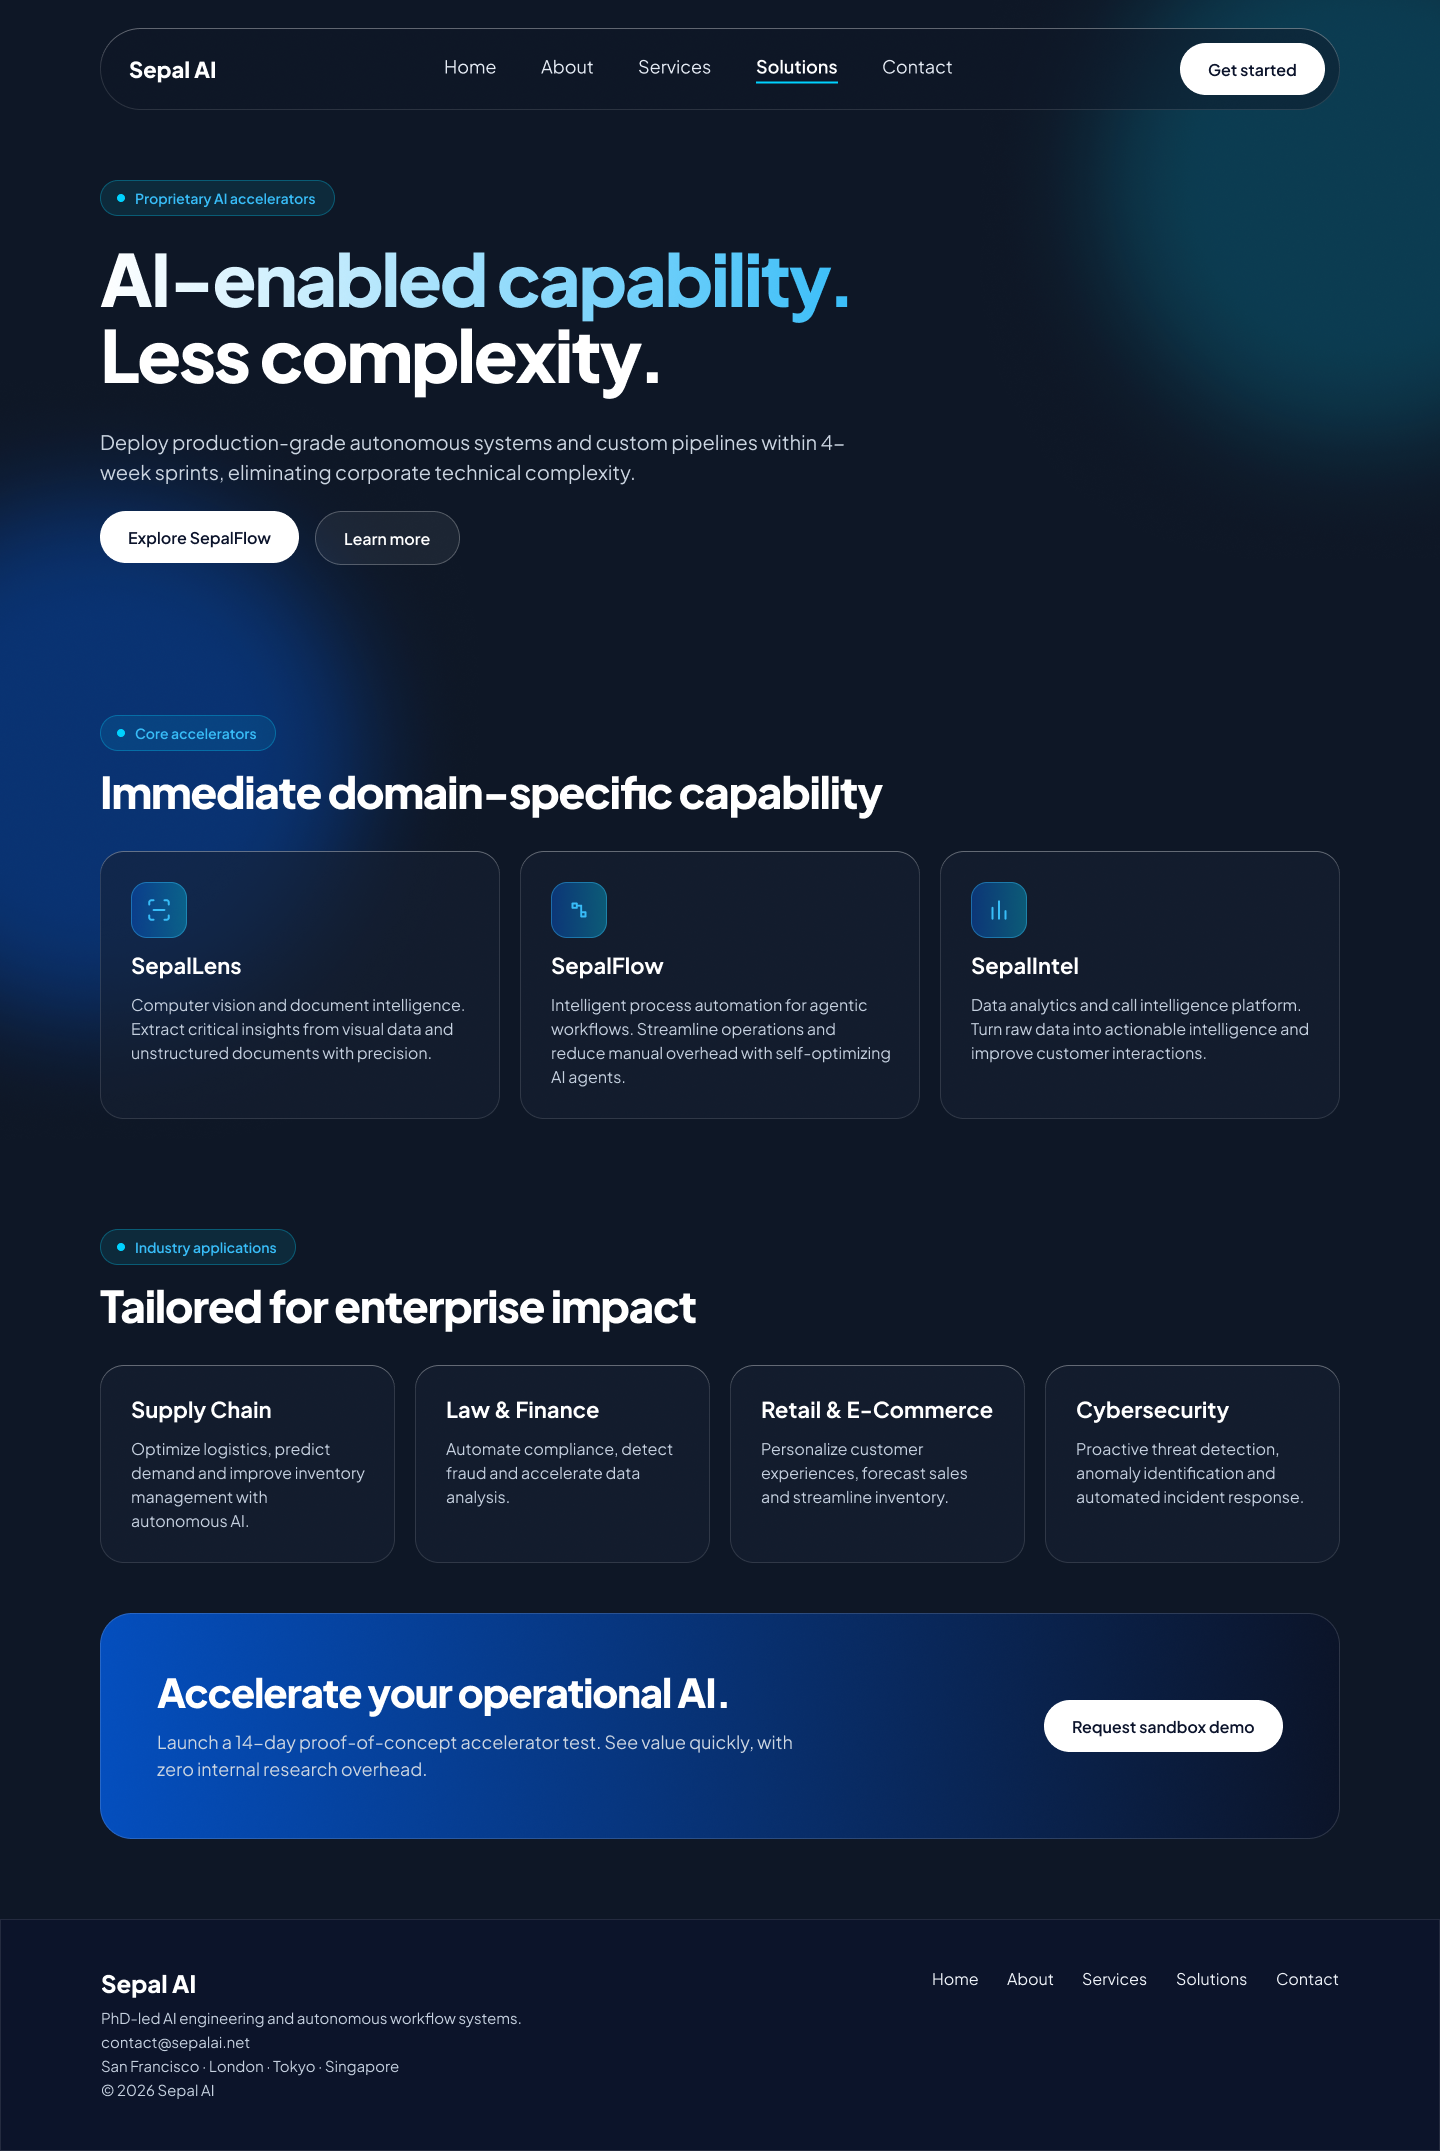 Sepal AI
Home
About
Services
Solutions
Contact
Get started
Proprietary AI accelerators
AI-enabled capability.
Less complexity.
Deploy production-grade autonomous systems and custom pipelines within 4-
week sprints, eliminating corporate technical complexity.
Explore SepalFlow
Learn more
Core accelerators
Immediate domain-specific capability
SepalLens
Computer vision and document intelligence.
Extract critical insights from visual data and
unstructured documents with precision.
SepalFlow
Intelligent process automation for agentic
workflows. Streamline operations and
reduce manual overhead with self-optimizing
AI agents.
SepalIntel
Data analytics and call intelligence platform.
Turn raw data into actionable intelligence and
improve customer interactions.
Industry applications
Tailored for enterprise impact
Supply Chain
Optimize logistics, predict
demand and improve inventory
management with
autonomous AI.
Law & Finance
Automate compliance, detect
fraud and accelerate data
analysis.
Retail & E-Commerce
Personalize customer
experiences, forecast sales
and streamline inventory.
Cybersecurity
Proactive threat detection,
anomaly identification and
automated incident response.
Accelerate your operational AI.
Launch a 14-day proof-of-concept accelerator test. See value quickly, with
zero internal research overhead.
Request sandbox demo
Sepal AI
PhD-led AI engineering and autonomous workflow systems.
contact@sepalai.net
San Francisco · London · Tokyo · Singapore
© 2026 Sepal AI
Home
About
Services
Solutions
Contact